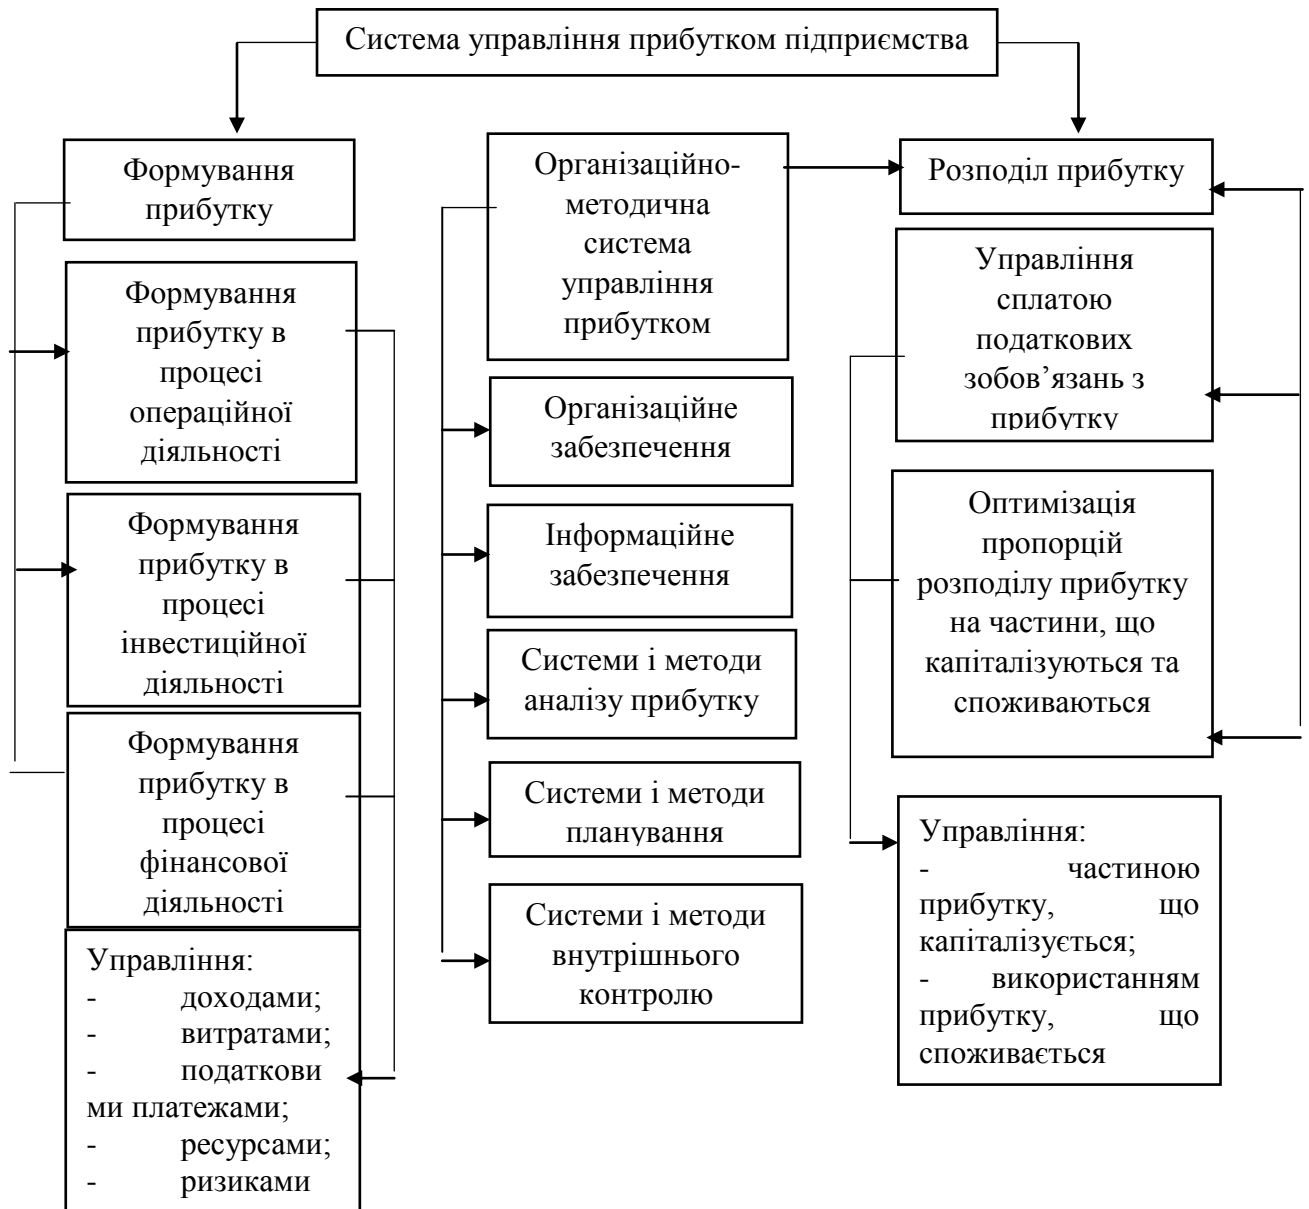 Система управління прибутком підприємства
Формування
прибутку
Формування
прибутку в
процесі
операційної
діяльності
Формування
прибутку в
процесі
інвестиційної
діяльності
Формування
прибутку в
процесі
фінансової
діяльності
Управління:
- доходами;
- витратами;
- податкови
ми платежами;
- ресурсами;
- ризиками
Організаційно-
методична
система
управління
прибутком
Організаційне
забезпечення
Інформаційне
забезпечення
Системи і методи
аналізу прибутку
Системи і методи
планування
Системи і методи
внутрішнього
контролю
Розподіл прибутку
Управління
сплатою
податкових
зобов’язань з
прибутку
Оптимізація
пропорцій
розподілу прибутку
на частини, що
капіталізуються та
споживаються
Управління:
- частиною
прибутку, що
капіталізується;
- використанням
прибутку, що
споживається